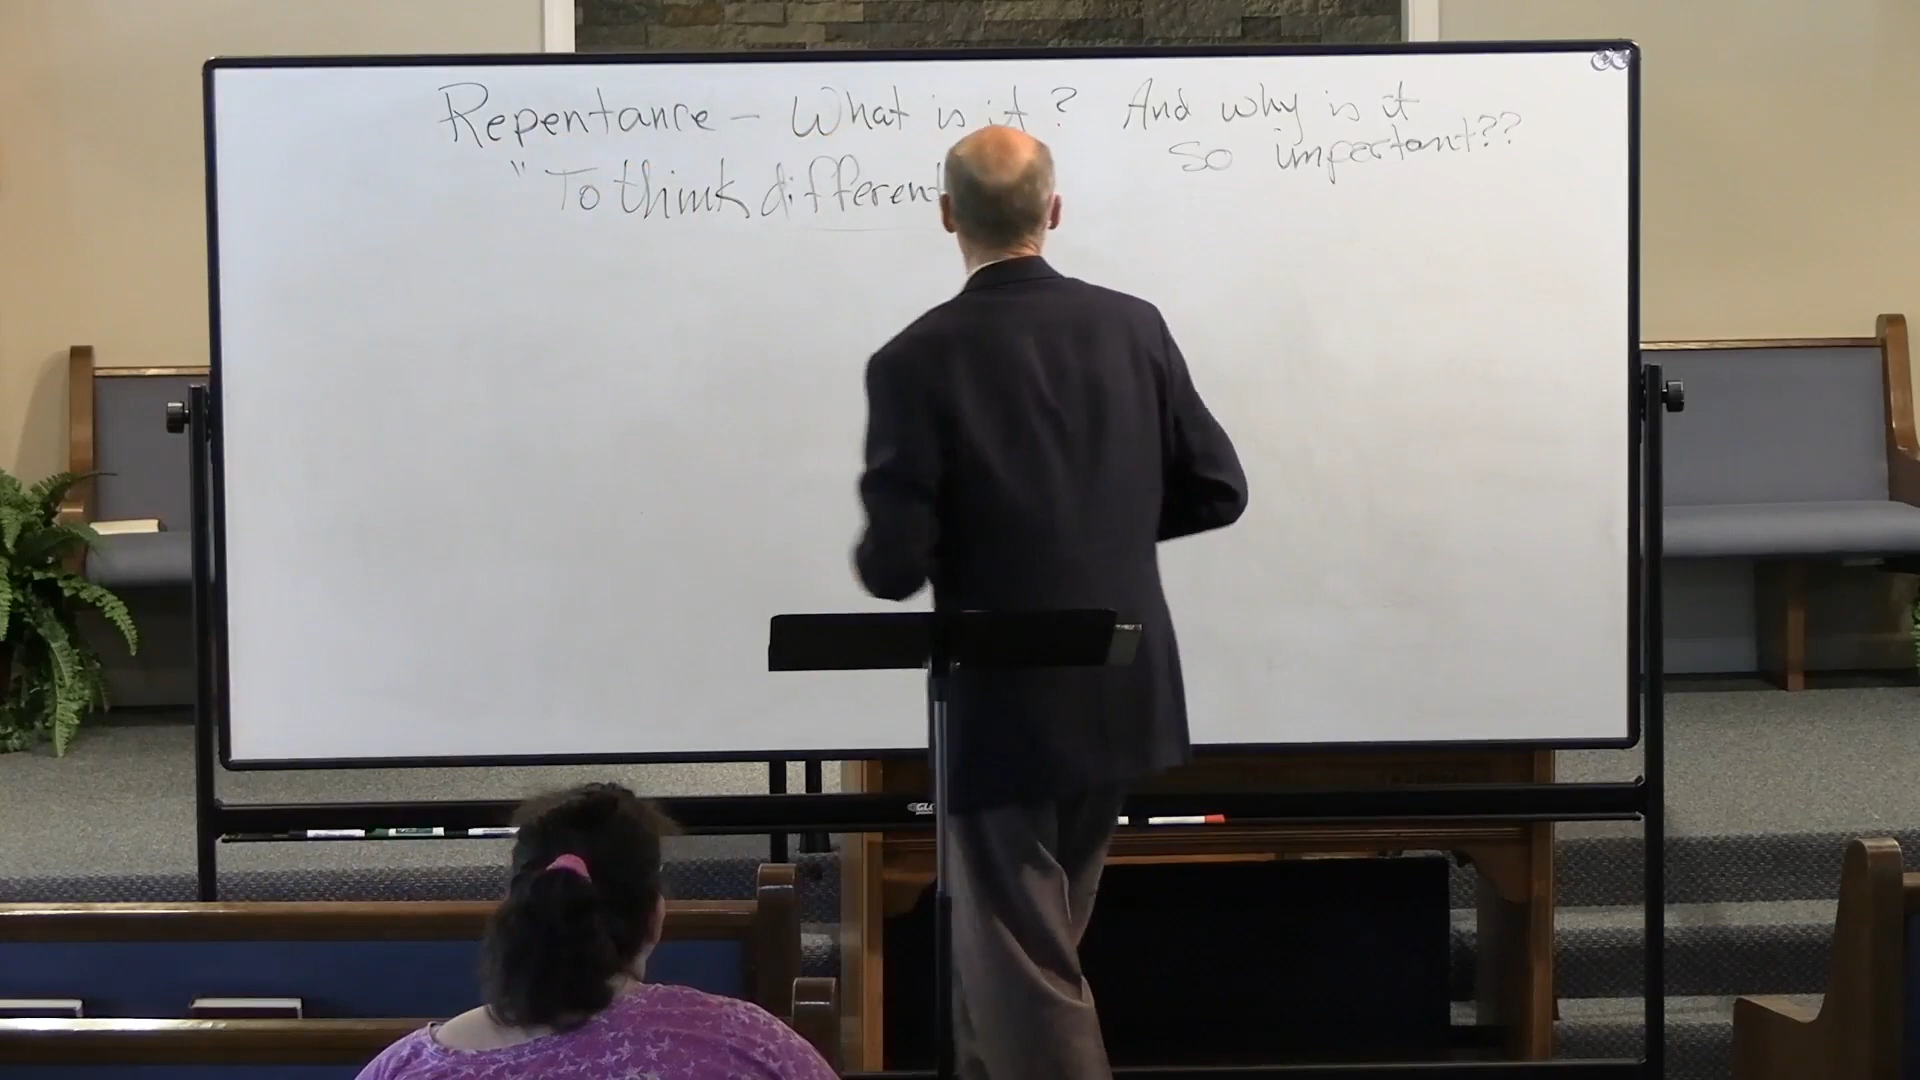 Repentance - What is it? And why is it
so important??
"To think different